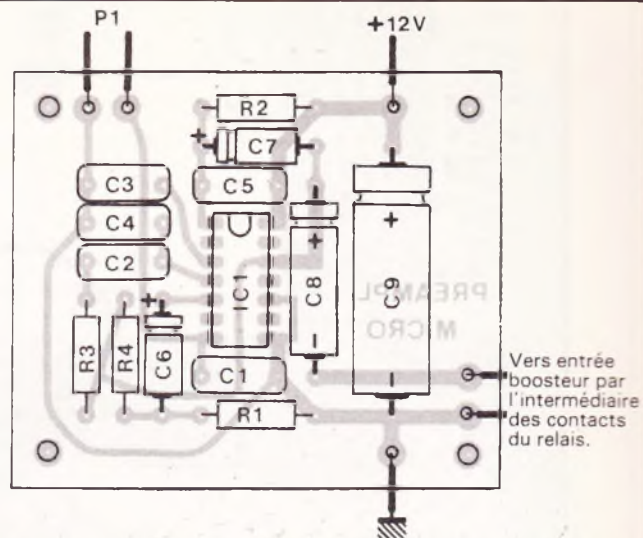 P1
+12V
R2
+
C7
C3
C5
C4
C2
IC1
+
C8
−
+
C9
−
PREAMPL
MICRO
R3
R4
+
C6
−
C1
R1
Vers entrée
boosteur par
l'intermédiaire
des contacts
du relais.